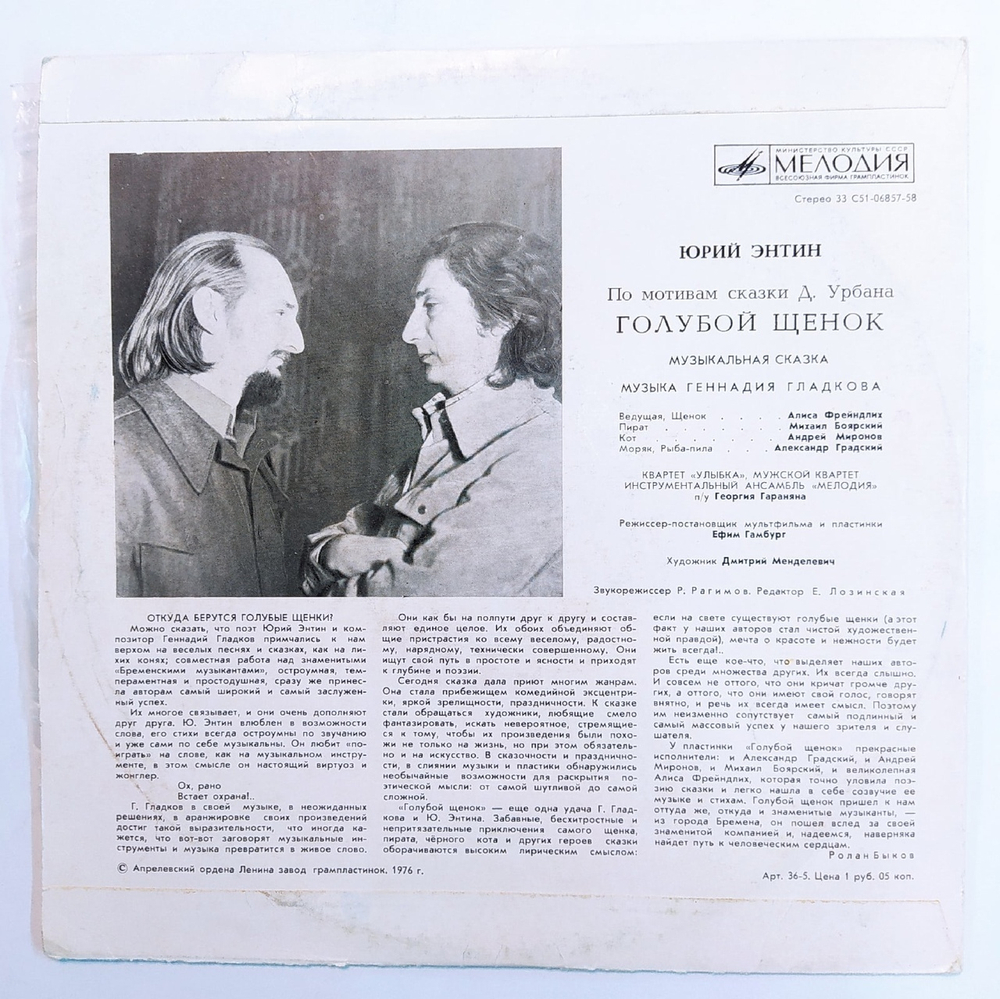 МИНИСТЕРСТВО КУЛЬТУРЫ СССР
МЕЛОДИЯ
ВСЕСОЮЗНАЯ ФИРМА ГРАМПЛАСТИНОК
Стерео 33 С51-06857-58
ЮРИЙ ЭНТИН
По мотивам сказки Д. Урбана
ГОЛУБОЙ ЩЕНОК
МУЗЫКАЛЬНАЯ СКАЗКА
МУЗЫКА ГЕННАДИЯ ГЛАДКОВА
Ведущая, Щенок . . . . Алиса Фрейндлих
Пират . . . . . . . Михаил Боярский
Кот . . . . . . . Андрей Миронов
Моряк, Рыба-пила . . . Александр Градский
КВАРТЕТ «УЛЫБКА», МУЖСКОЙ КВАРТЕТ
ИНСТРУМЕНТАЛЬНЫЙ АНСАМБЛЬ «МЕЛОДИЯ»
п/у Георгия Гараняна
Режиссер-постановщик мультфильма и пластинки
Ефим Гамбург
Художник Дмитрий Менделевич
Звукорежиссер Р. Рагимов. Редактор Е. Лозинская
ОТКУДА БЕРУТСЯ ГОЛУБЫЕ ЩЕНКИ?
Можно сказать, что поэт Юрий Энтин и ком-
позитор Геннадий Гладков примчались к нам
верхом на веселых песнях и сказках, как на ли-
хих конях; совместная работа над знаменитыми
«Бременскими музыкантами», остроумная, тем-
пераментная и простодушная, сразу же принес-
ла авторам самый широкий и самый заслужен-
ный успех.
Их многое связывает, и они очень дополняют
друг друга. Ю. Энтин влюблен в возможности
слова, его стихи всегда остроумны по звучанию
и уже сами по себе музыкальны. Он любит «по-
играть» на слове, как на музыкальном инстру-
менте, в этом смысле он настоящий виртуоз и
жонглер.
Ох, рано
Встает охрана!..
Г. Гладков в своей музыке, в неожиданных
решениях, в аранжировке своих произведений
достиг такой выразительности, что иногда ка-
жется, что вот-вот заговорят музыкальные ин-
струменты и музыка превратится в живое слово.
Они как бы на полпути друг к другу и состав-
ляют единое целое. Их обоих объединяют об-
щие пристрастия ко всему веселому, радостно-
му, нарядному, технически совершенному. Они
ищут свой путь в простоте и ясности и приходят
к глубине и поэзии.
Сегодня сказка дала приют многим жанрам.
Она стала прибежищем комедийной эксцентри-
ки, яркой зрелищности, праздничности. К сказке
стали обращаться художники, любящие смело
фантазировать, искать невероятное, стремящие-
ся к тому, чтобы их произведения были похо-
жи не только на жизнь, но при этом обязатель-
но и на искусство. В сказочности и праздничнос-
ти, в слиянии музыки и пластики обнаружились
необычайные возможности для раскрытия по-
этической мысли: от самой шутливой до самой
сложной.
«Голубой щенок» — еще одна удача Г. Глад-
кова и Ю. Энтина. Забавные, бесхитростные и
непритязательные приключения самого щенка,
пирата, чёрного кота и других героев сказки
оборачиваются высоким лирическим смыслом:
если на свете существуют голубые щенки (а этот
факт у наших авторов стал чистой художествен-
ной правдой), мечта о красоте и нежности будет
жить всегда!..
Есть еще кое-что, что выделяет наших авто-
ров среди множества других. Их всегда слышно.
И совсем не оттого, что они кричат громче дру-
гих, а оттого, что они имеют свой голос, говорят
внятно, и речь их всегда имеет смысл. Поэтому
им неизменно сопутствует самый подлинный и
самый массовый успех у нашего зрителя и слу-
шателя.
У пластинки «Голубой щенок» прекрасные
исполнители: и Александр Градский, и Андрей
Миронов, и Михаил Боярский, и великолепная
Алиса Фрейндлих, которая точно уловила поэ-
зию сказки и легко нашла в себе созвучие ее
музыке и стихам. Голубой щенок пришел к нам
оттуда же, откуда и знаменитые музыканты, —
из города Бремена, он пошел вслед за своей
знаменитой компанией и, надеемся, наверняка
найдет путь к человеческим сердцам.
Ролан Быков
© Апрелевский ордена Ленина завод грампластинок. 1976 г.
Арт. 36-5. Цена 1 руб. 05 коп.